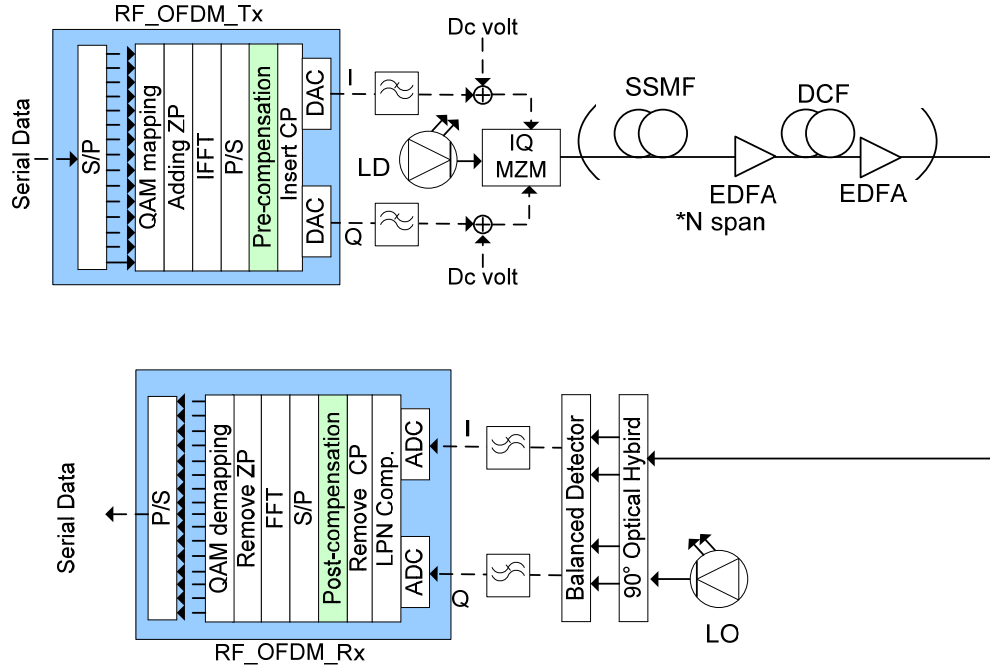 RF_OFDM_Tx
Serial Data
S/P
QAM mapping
Adding ZP
IFFT
P/S
Pre-compensation
Insert CP
DAC
DAC
I
Q
Dc volt
LD
IQ
MZM
Dc volt
SSMF
DCF
EDFA
EDFA
*N span
Serial Data
P/S
QAM demapping
Remove ZP
FFT
S/P
Post-compensation
Remove CP
LPN Comp.
ADC
ADC
I
Q
Balanced Detector
90° Optical Hybird
LO
RF_OFDM_Rx